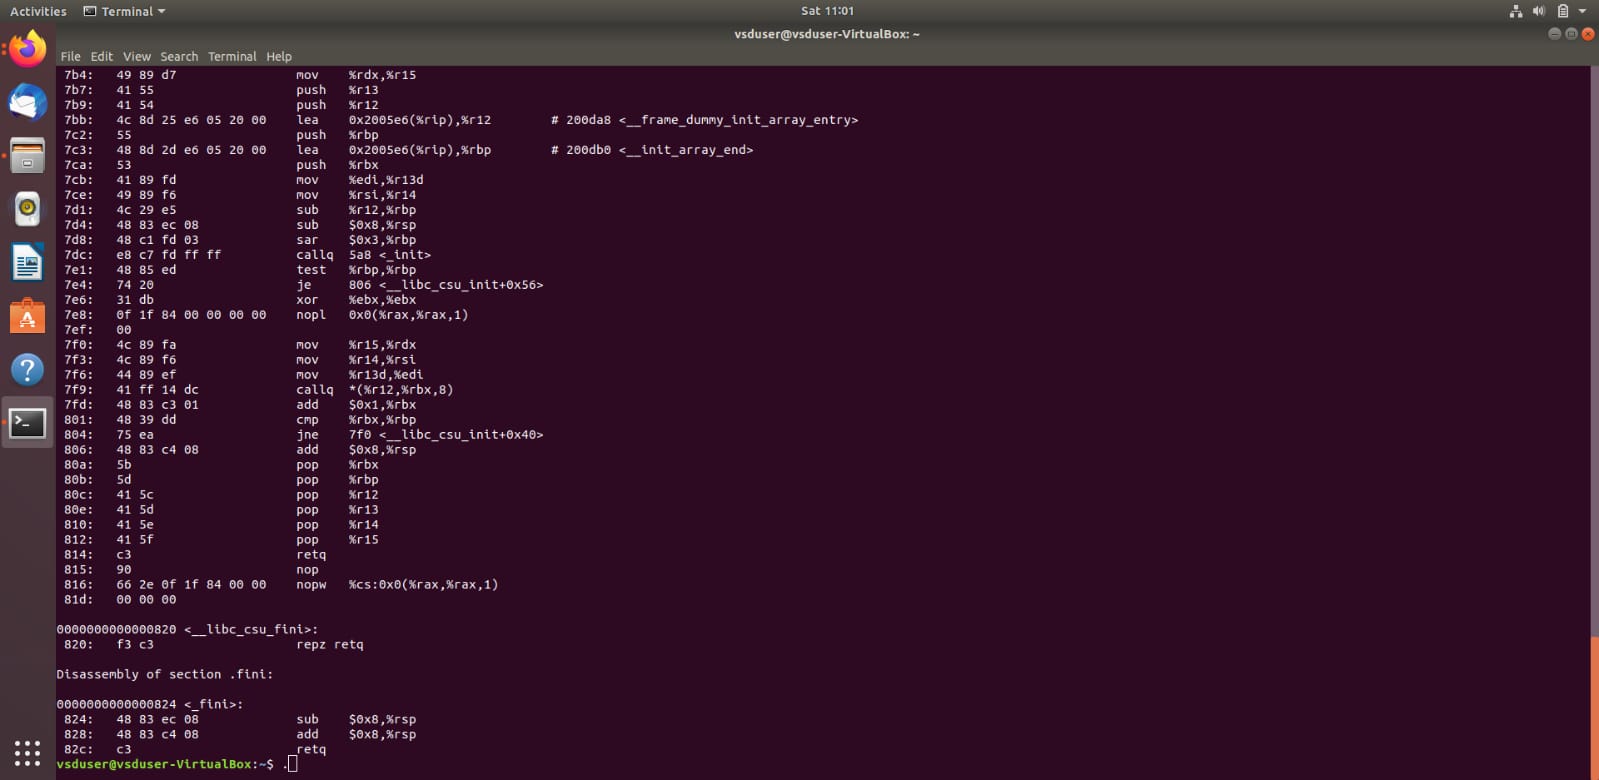 Activities Terminal Sat 11:01
vsduser@vsduser-VirtualBox: ~
File Edit View Search Terminal Help
7b4: 49 89 d7 mov %rdx,%r15
7b7: 41 55 push %r13
7b9: 41 54 push %r12
7bb: 4c 8d 25 e6 05 20 00 lea 0x2005e6(%rip),%r12 # 200da8 <__frame_dummy_init_array_entry>
7c2: 55 push %rbp
7c3: 48 8d 2d e6 05 20 00 lea 0x2005e6(%rip),%rbp # 200db0 <__init_array_end>
7ca: 53 push %rbx
7cb: 41 89 fd mov %edi,%r13d
7ce: 49 89 f6 mov %rsi,%r14
7d1: 4c 29 e5 sub %r12,%rbp
7d4: 48 83 ec 08 sub $0x8,%rsp
7d8: 48 c1 fd 03 sar $0x3,%rbp
7dc: e8 c7 fd ff ff callq 5a8 <_init>
7e1: 48 85 ed test %rbp,%rbp
7e4: 74 20 je 806 <__libc_csu_init+0x56>
7e6: 31 db xor %ebx,%ebx
7e8: 0f 1f 84 00 00 00 00 nopl 0x0(%rax,%rax,1)
7ef: 00
7f0: 4c 89 fa mov %r15,%rdx
7f3: 4c 89 f6 mov %r14,%rsi
7f6: 44 89 ef mov %r13d,%edi
7f9: 41 ff 14 dc callq *(%r12,%rbx,8)
7fd: 48 83 c3 01 add $0x1,%rbx
801: 48 39 dd cmp %rbx,%rbp
804: 75 ea jne 7f0 <__libc_csu_init+0x40>
806: 48 83 c4 08 add $0x8,%rsp
80a: 5b pop %rbx
80b: 5d pop %rbp
80c: 41 5c pop %r12
80e: 41 5d pop %r13
810: 41 5e pop %r14
812: 41 5f pop %r15
814: c3 retq
815: 90 nop
816: 66 2e 0f 1f 84 00 00 nopw %cs:0x0(%rax,%rax,1)
81d: 00 00 00
0000000000000820 <__libc_csu_fini>:
820: f3 c3 repz retq
Disassembly of section .fini:
0000000000000824 <_fini>:
824: 48 83 ec 08 sub $0x8,%rsp
828: 48 83 c4 08 add $0x8,%rsp
82c: c3 retq
vsduser@vsduser-VirtualBox:~$ .